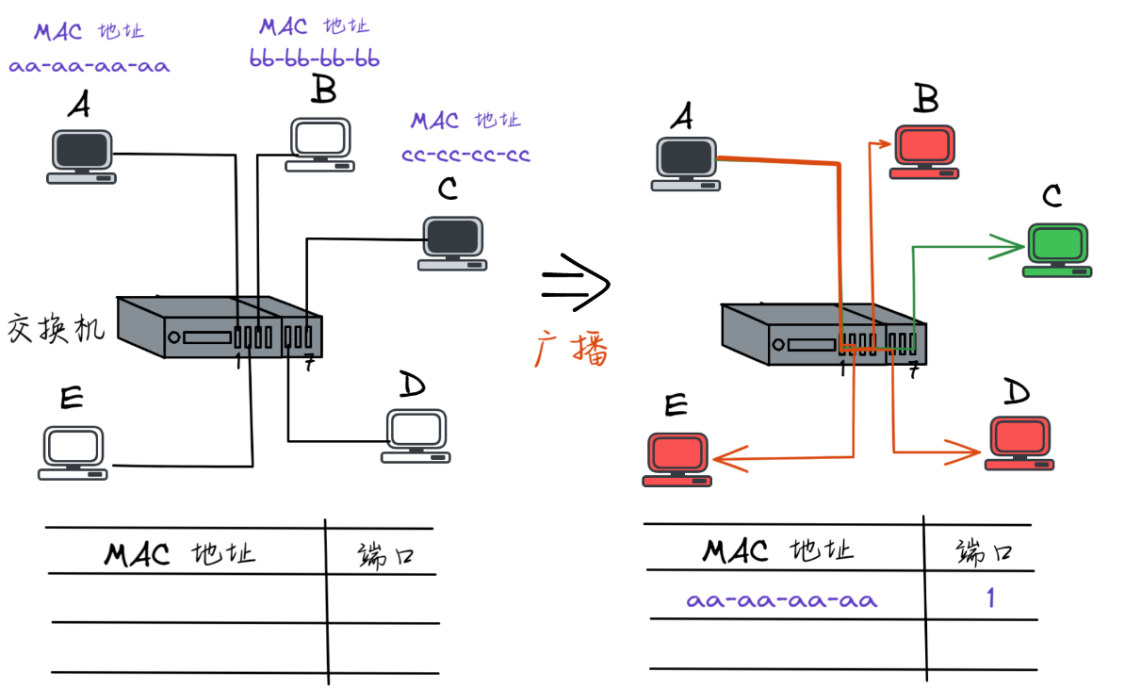 MAC 地址
aa-aa-aa-aa
A
MAC 地址
bb-bb-bb-bb
B
MAC 地址
cc-cc-cc-cc
C
交换机
1
7
E
D
MAC 地址 端口
广播
A
B
C
1
7
E
D
MAC 地址 端口
aa-aa-aa-aa 1